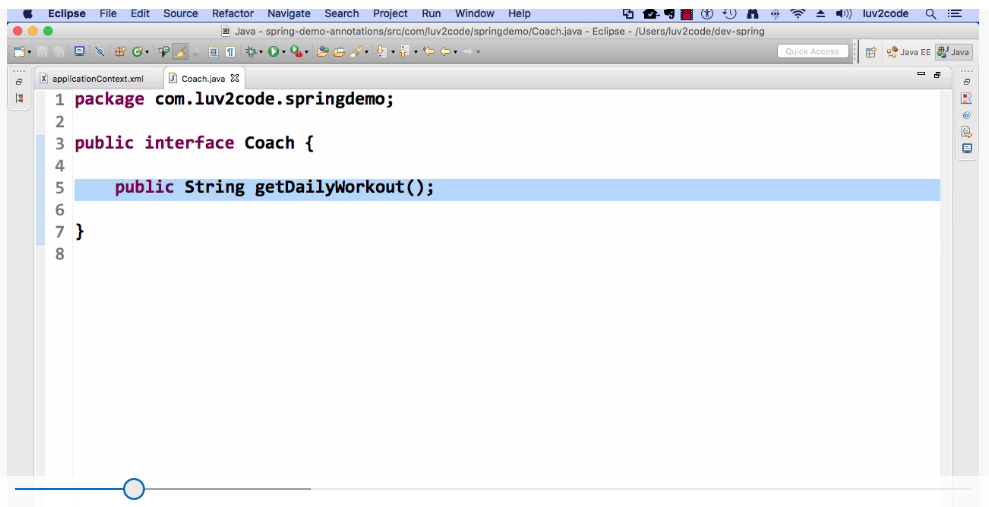 Eclipse File Edit Source Refactor Navigate Search Project Run Window Help luv2code
Java - spring-demo-annotations/src/com/luv2code/springdemo/Coach.java - Eclipse - /Users/luv2code/dev-spring
Quick Access Java EE Java
applicationContext.xml Coach.java
1 package com.luv2code.springdemo;
2
3 public interface Coach {
4
5 public String getDailyWorkout();
6
7 }
8